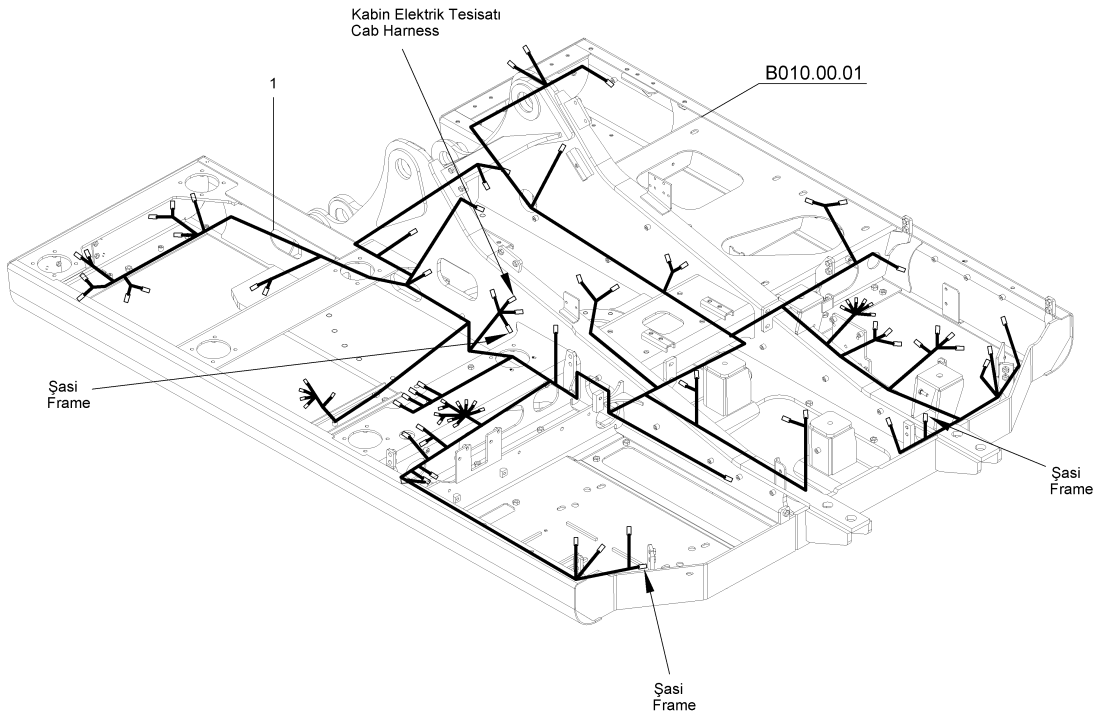 Kabin Elektrik Tesisatı
Cab Harness
B010.00.01
1
Şasi
Frame
Şasi
Frame
Şasi
Frame